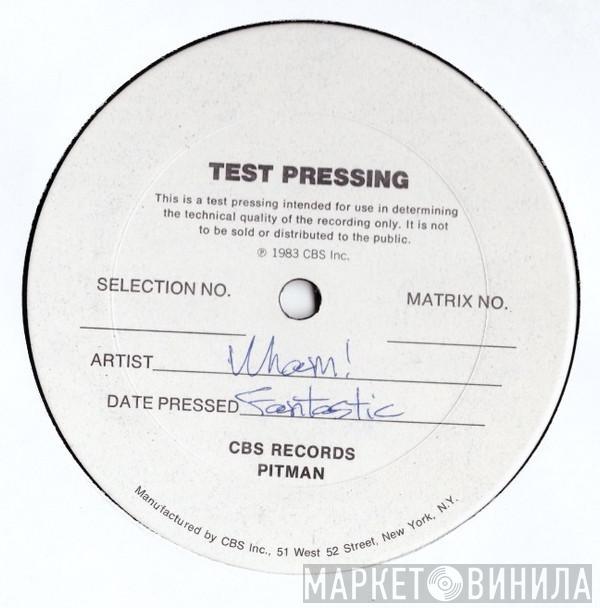 TEST PRESSING
This is a test pressing intended for use in determining
the technical quality of the recording only. It is not
to be sold or distributed to the public.
℗ 1983 CBS Inc.
SELECTION NO.
MATRIX NO.
ARTIST Wham!
DATE PRESSED Fantastic
CBS RECORDS
PITMAN
Manufactured by CBS Inc., 51 West 52 Street, New York, N.Y.
МАРКЕТ ВИНИЛА